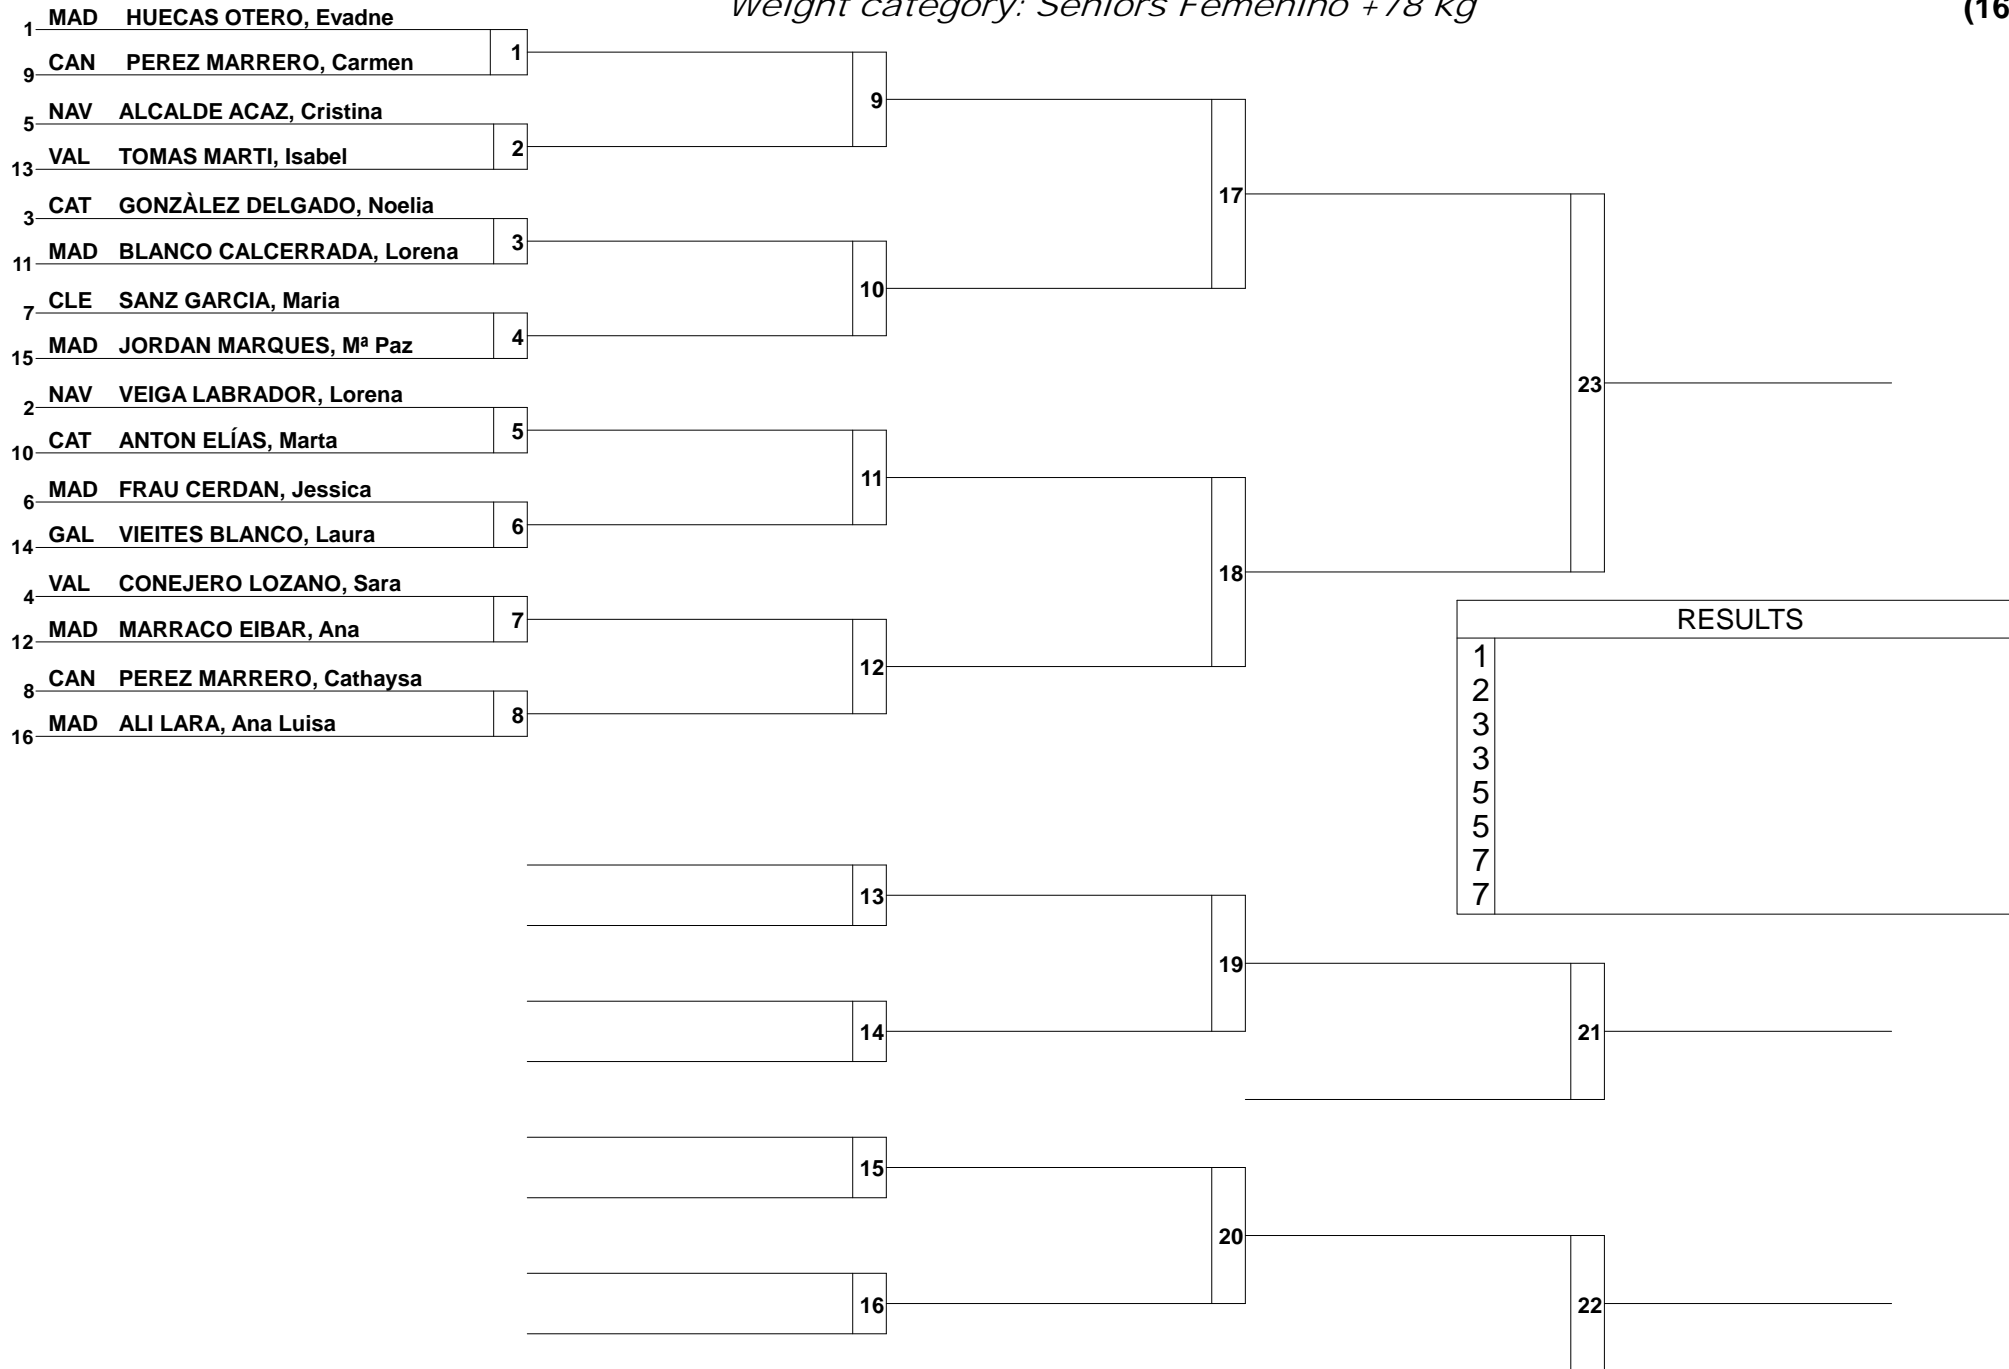 Weight category: Seniors Femenino +78 kg
(16
1 MAD HUECAS OTERO, Evadne
9 CAN PEREZ MARRERO, Carmen
1
5 NAV ALCALDE ACAZ, Cristina
13 VAL TOMAS MARTI, Isabel
2
3 CAT GONZÀLEZ DELGADO, Noelia
11 MAD BLANCO CALCERRADA, Lorena
3
7 CLE SANZ GARCIA, Maria
15 MAD JORDAN MARQUES, Mª Paz
4
2 NAV VEIGA LABRADOR, Lorena
10 CAT ANTON ELÍAS, Marta
5
6 MAD FRAU CERDAN, Jessica
14 GAL VIEITES BLANCO, Laura
6
4 VAL CONEJERO LOZANO, Sara
12 MAD MARRACO EIBAR, Ana
7
8 CAN PEREZ MARRERO, Cathaysa
16 MAD ALI LARA, Ana Luisa
8
9
10
11
12
17
18
23
RESULTS
1
2
3
3
5
5
7
7
13
14
15
16
19
20
21
22